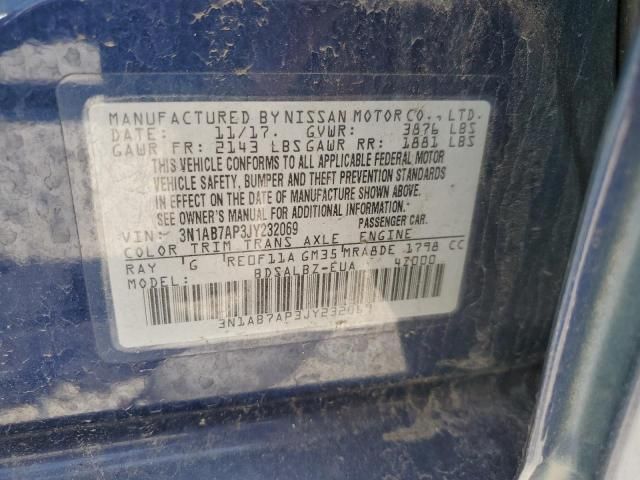 MANUFACTURED BY NISSAN MOTOR CO., LTD.
DATE: 11/17. GVWR: 3876 LBS
GAWR FR: 2143 LBS GAWR RR: 1881 LBS
THIS VEHICLE CONFORMS TO ALL APPLICABLE FEDERAL MOTOR
VEHICLE SAFETY, BUMPER AND THEFT PREVENTION STANDARDS
IN EFFECT ON THE DATE OF MANUFACTURE SHOWN ABOVE.
SEE OWNER'S MANUAL FOR ADDITIONAL INFORMATION.
VIN: 3N1AB7AP3JY232069 PASSENGER CAR.
COLOR TRIM TRANS AXLE ENGINE
RAY G RE0F11A GM35 MRA8DE 1798 CC
MODEL: BDSALBZ-EUA 47000
3N1AB7AP3JY232069